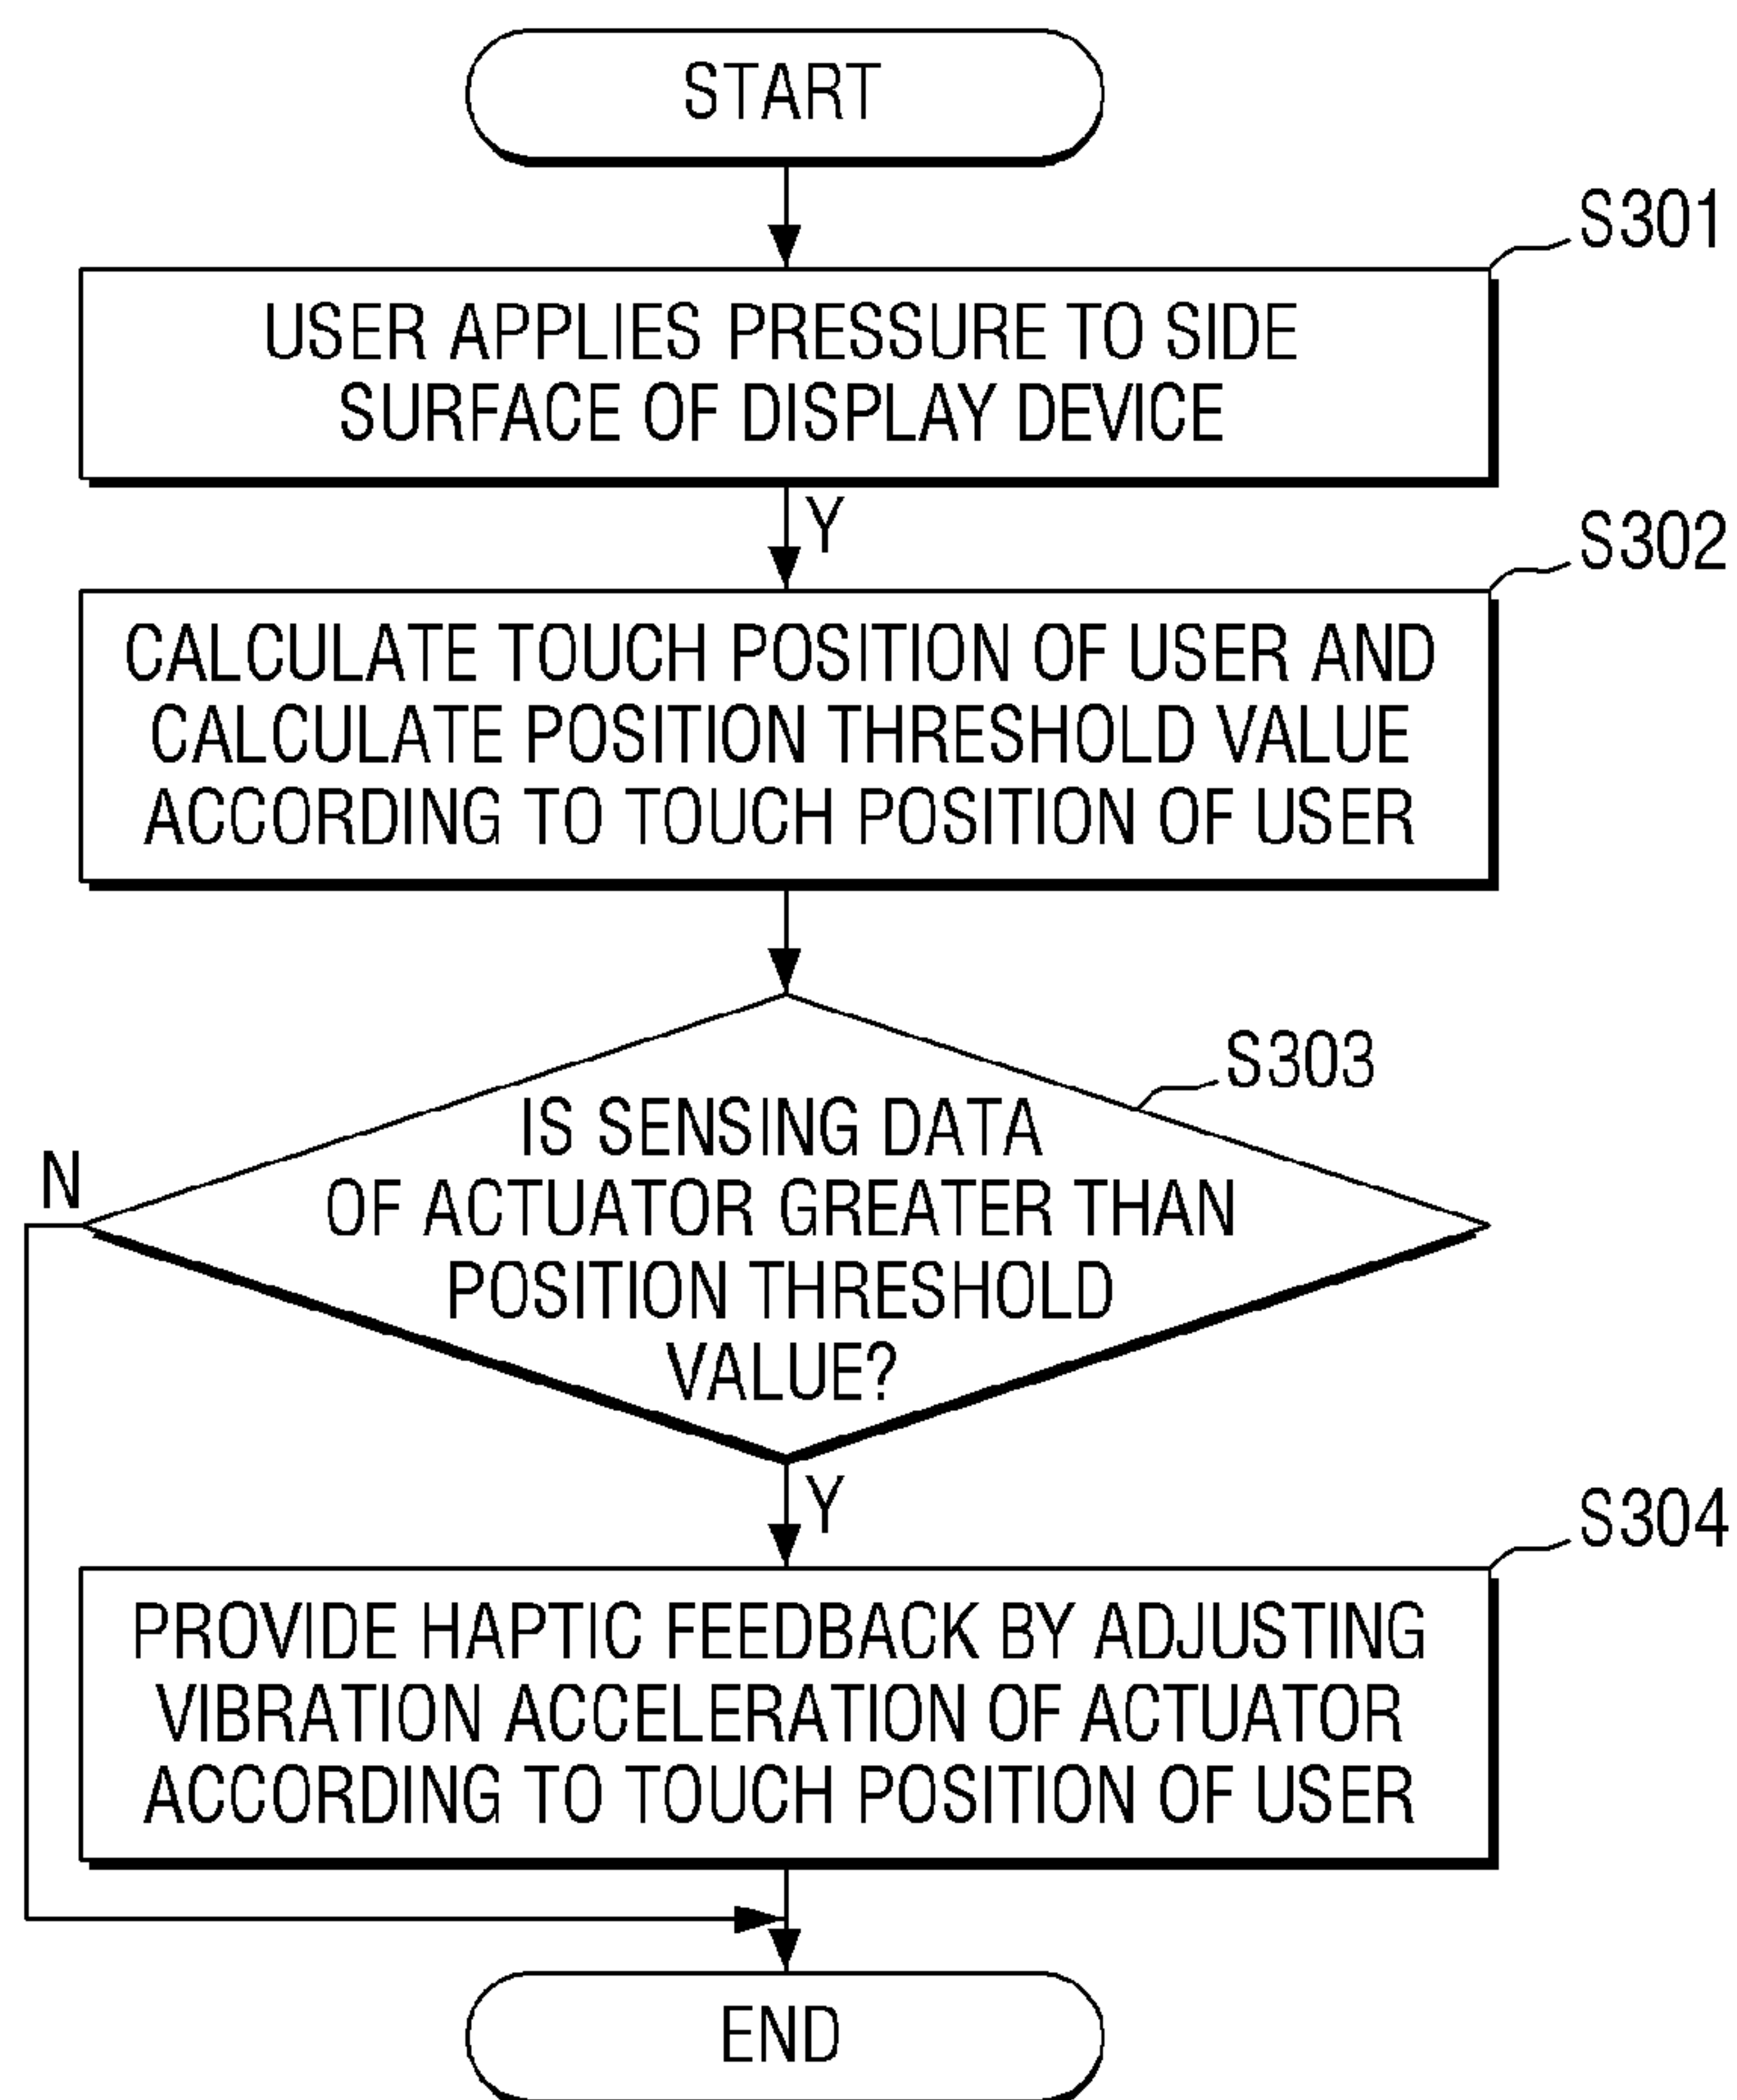 START
S301
USER APPLIES PRESSURE TO SIDE
SURFACE OF DISPLAY DEVICE
Y
S302
CALCULATE TOUCH POSITION OF USER AND
CALCULATE POSITION THRESHOLD VALUE
ACCORDING TO TOUCH POSITION OF USER
S303
IS SENSING DATA
OF ACTUATOR GREATER THAN
POSITION THRESHOLD
VALUE?
N
Y
S304
PROVIDE HAPTIC FEEDBACK BY ADJUSTING
VIBRATION ACCELERATION OF ACTUATOR
ACCORDING TO TOUCH POSITION OF USER
END